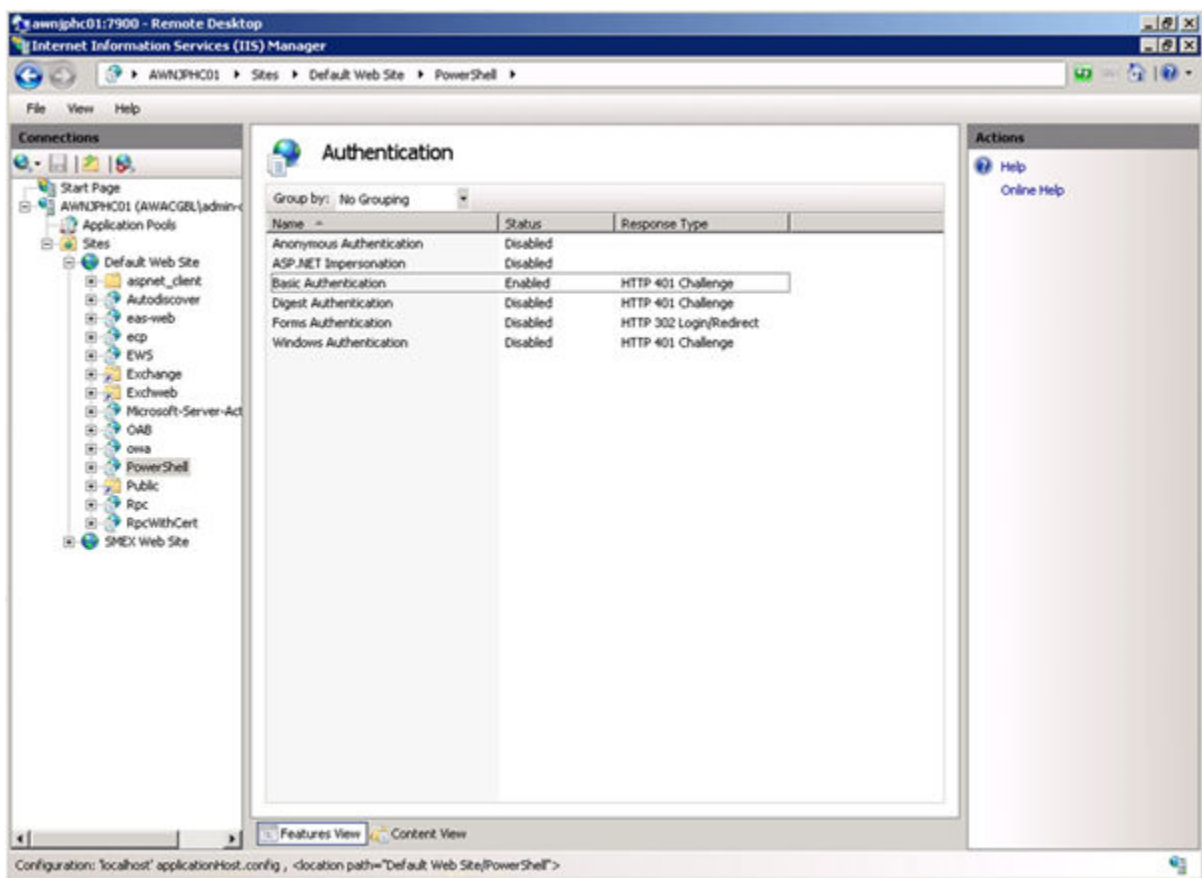 awnjphc01:7900 - Remote Desktop
Internet Information Services (IIS) Manager
AWNJPHC01 Sites Default Web Site PowerShell
File View Help
Connections
Start Page
AWNJPHC01 (AWACGBL\admin-c
Application Pools
Sites
Default Web Site
aspnet_client
Autodiscover
eas-web
ecp
EWS
Exchange
Exchweb
Microsoft-Server-Act
OAB
owa
PowerShell
Public
Rpc
RpcWithCert
SMEX Web Site
Authentication
Group by: No Grouping
Name Status Response Type
Anonymous Authentication Disabled
ASP.NET Impersonation Disabled
Basic Authentication Enabled HTTP 401 Challenge
Digest Authentication Disabled HTTP 401 Challenge
Forms Authentication Disabled HTTP 302 Login/Redirect
Windows Authentication Disabled HTTP 401 Challenge
Features View Content View
Actions
Help
Online Help
Configuration: 'localhost' applicationHost.config , <location path="Default Web Site/PowerShell">